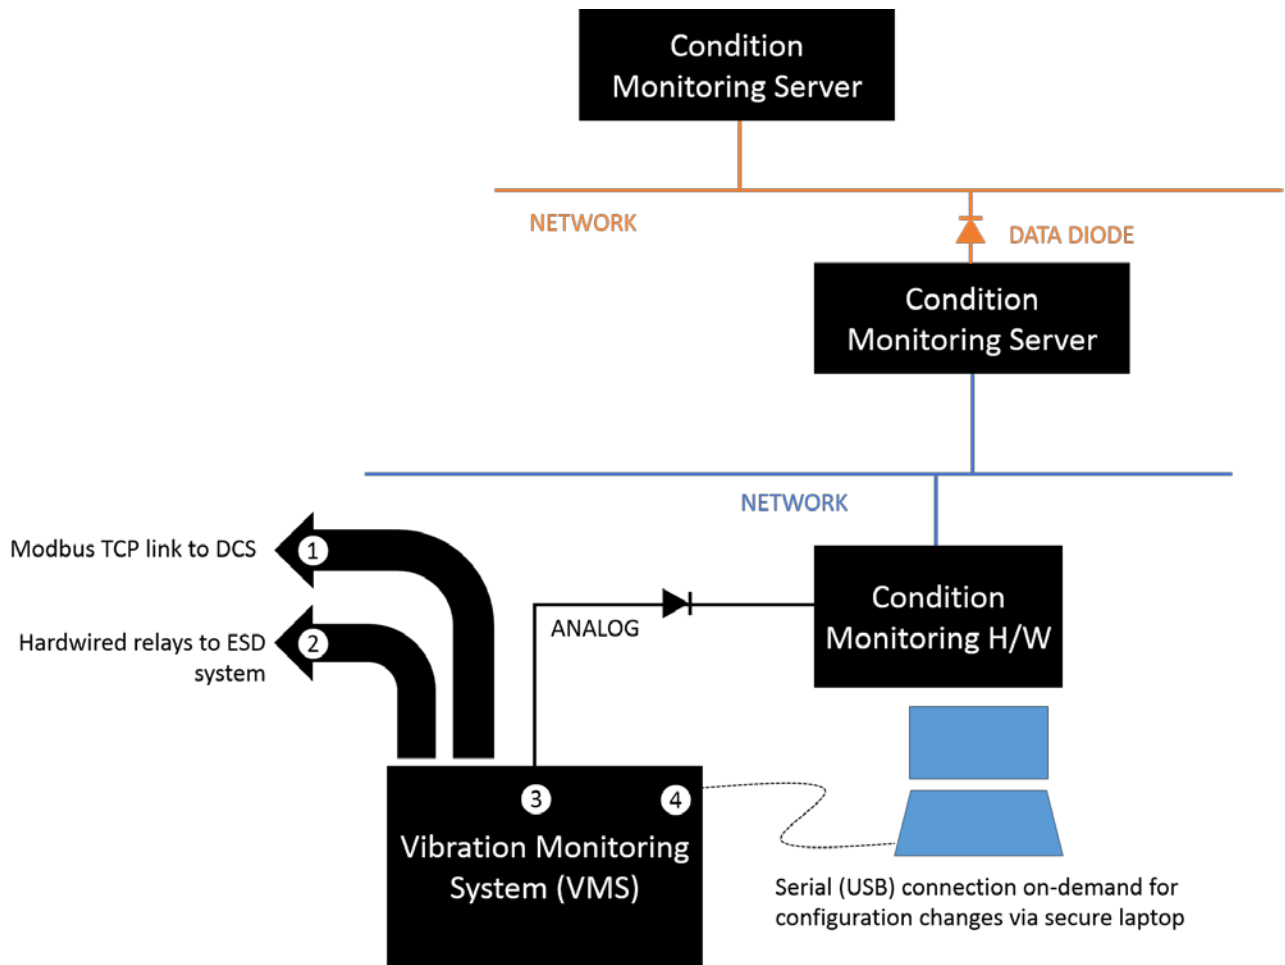 Condition
Monitoring Server
NETWORK
DATA DIODE
Condition
Monitoring Server
NETWORK
Modbus TCP link to DCS
1
ANALOG
Condition
Monitoring H/W
Hardwired relays to ESD
system
2
3
4
Vibration Monitoring
System (VMS)
Serial (USB) connection on-demand for
configuration changes via secure laptop